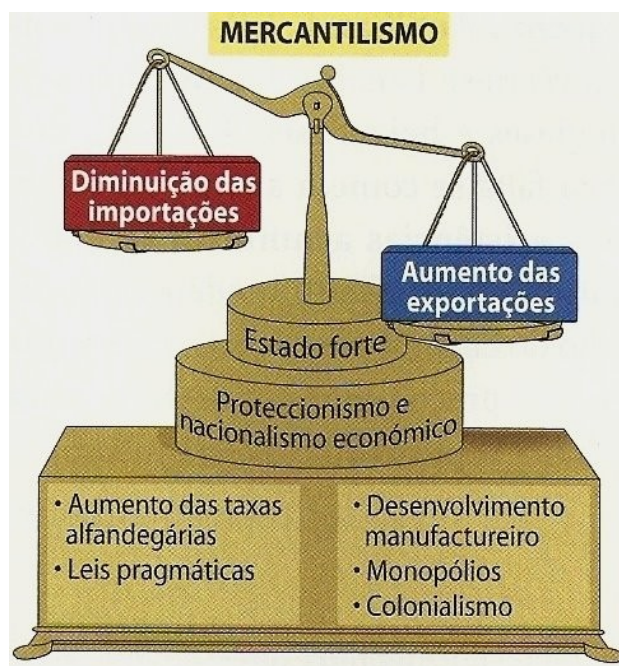 MERCANTILISMO
Diminuição das
importações
Aumento das
exportações
Estado forte
Proteccionismo e
nacionalismo económico
• Aumento das taxas
alfandegárias
• Leis pragmáticas
• Desenvolvimento
manufactureiro
• Monopólios
• Colonialismo